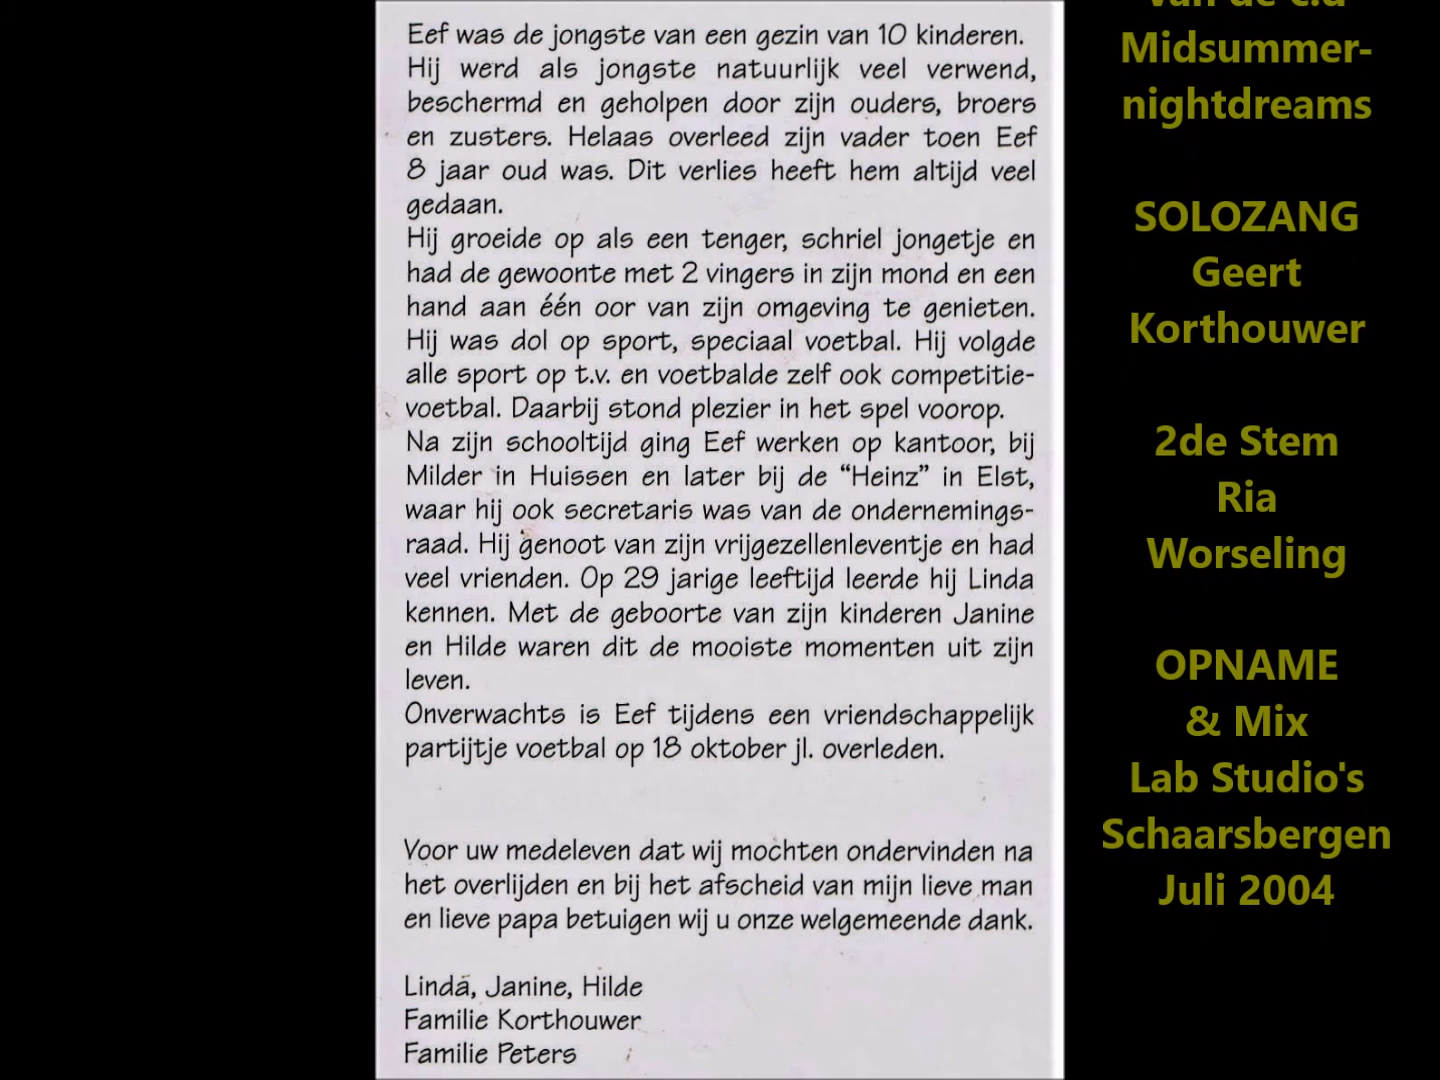 Eef was de jongste van een gezin van 10 kinderen.
Hij werd als jongste natuurlijk veel verwend,
beschermd en geholpen door zijn ouders, broers
en zusters. Helaas overleed zijn vader toen Eef
8 jaar oud was. Dit verlies heeft hem altijd veel
gedaan.
Hij groeide op als een tenger, schriel jongetje en
had de gewoonte met 2 vingers in zijn mond en een
hand aan één oor van zijn omgeving te genieten.
Hij was dol op sport, speciaal voetbal. Hij volgde
alle sport op t.v. en voetbalde zelf ook competitie-
voetbal. Daarbij stond plezier in het spel voorop.
Na zijn schooltijd ging Eef werken op kantoor, bij
Milder in Huissen en later bij de “Heinz” in Elst,
waar hij ook secretaris was van de ondernemings-
raad. Hij genoot van zijn vrijgezellenleventje en had
veel vrienden. Op 29 jarige leeftijd leerde hij Linda
kennen. Met de geboorte van zijn kinderen Janine
en Hilde waren dit de mooiste momenten uit zijn
leven.
Onverwachts is Eef tijdens een vriendschappelijk
partijtje voetbal op 18 oktober jl. overleden.
Voor uw medeleven dat wij mochten ondervinden na
het overlijden en bij het afscheid van mijn lieve man
en lieve papa betuigen wij u onze welgemeende dank.
Linda, Janine, Hilde
Familie Korthouwer
Familie Peters
van de c.d
Midsummer-
nightdreams
SOLOZANG
Geert
Korthouwer
2de Stem
Ria
Worseling
OPNAME
& Mix
Lab Studio's
Schaarsbergen
Juli 2004